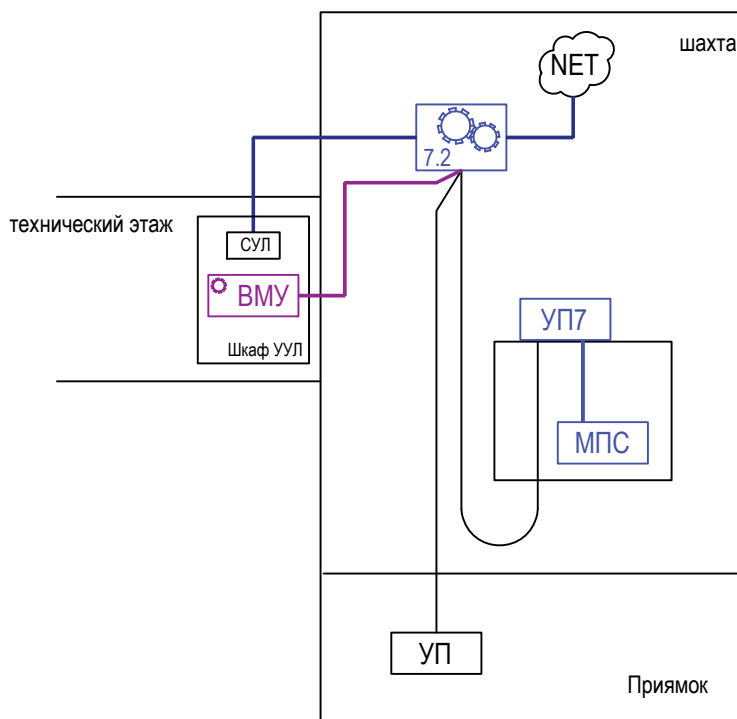 шахта
NET
7.2
технический этаж
СУЛ
ВМУ
Шкаф УУЛ
УП7
МПС
УП
Приямок